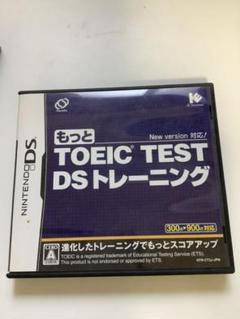 NINTENDO DS
New version 対応!
もっと
TOEIC® TEST
DSトレーニング
300点▶900点対応
CERO
A
進化したトレーニングでもっとスコアアップ
TOEIC is a registered trademark of Educational Testing Service (ETS).
This product is not endorsed or approved by ETS.